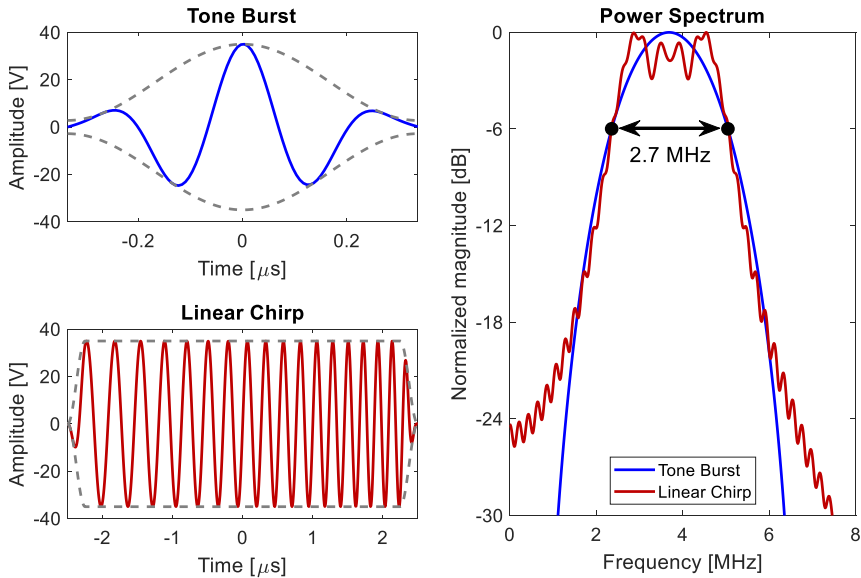 Tone Burst
40
20
0
-20
-40
Amplitude [V]
-0.2
0
0.2
Time [μs]
Linear Chirp
40
20
0
-20
-40
Amplitude [V]
-2
-1
0
1
2
Time [μs]
Power Spectrum
0
-6
-12
-18
-24
-30
Normalized magnitude [dB]
2.7 MHz
Tone Burst
Linear Chirp
0
2
4
6
8
Frequency [MHz]